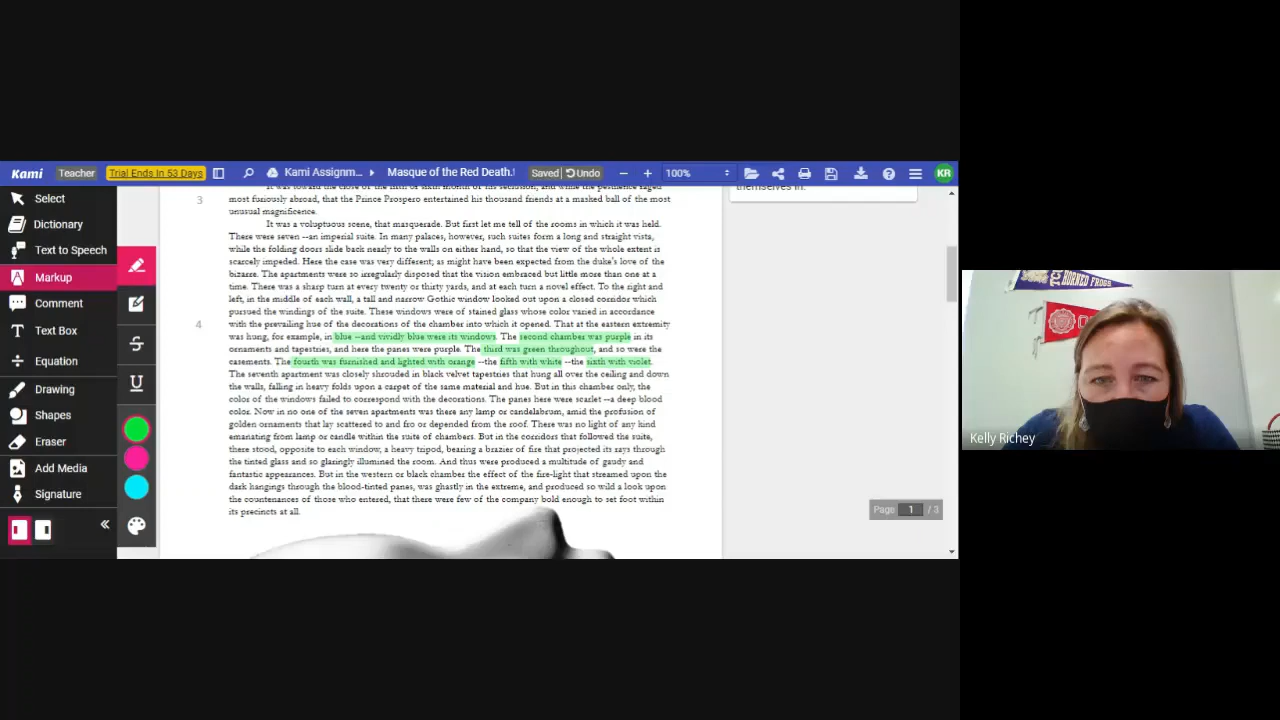 Kami Teacher Trial Ends In 53 Days Kami Assignm... Masque of the Red Death. Saved Undo 100% KR
Select
Dictionary
Text to Speech
Markup
Comment
Text Box
Equation
Drawing
Shapes
Eraser
Add Media
Signature
It was toward the close of the fifth or sixth month of his seclusion, and while the pestilence raged
3 most furiously abroad, that the Prince Prospero entertained his thousand friends at a masked ball of the most
unusual magnificence.
It was a voluptuous scene, that masquerade. But first let me tell of the rooms in which it was held.
There were seven --an imperial suite. In many palaces, however, such suites form a long and straight vista,
while the folding doors slide back nearly to the walls on either hand, so that the view of the whole extent is
scarcely impeded. Here the case was very different; as might have been expected from the duke's love of the
bizarre. The apartments were so irregularly disposed that the vision embraced but little more than one at a
time. There was a sharp turn at every twenty or thirty yards, and at each turn a novel effect. To the right and
left, in the middle of each wall, a tall and narrow Gothic window looked out upon a closed corridor which
pursued the windings of the suite. These windows were of stained glass whose color varied in accordance
4 with the prevailing hue of the decorations of the chamber into which it opened. That at the eastern extremity
was hung, for example, in blue --and vividly blue were its windows. The second chamber was purple in its
ornaments and tapestries, and here the panes were purple. The third was green throughout, and so were the
casements. The fourth was furnished and lighted with orange --the fifth with white --the sixth with violet.
The seventh apartment was closely shrouded in black velvet tapestries that hung all over the ceiling and down
the walls, falling in heavy folds upon a carpet of the same material and hue. But in this chamber only, the
color of the windows failed to correspond with the decorations. The panes here were scarlet --a deep blood
color. Now in no one of the seven apartments was there any lamp or candelabrum, amid the profusion of
golden ornaments that lay scattered to and fro or depended from the roof. There was no light of any kind
emanating from lamp or candle within the suite of chambers. But in the corridors that followed the suite,
there stood, opposite to each window, a heavy tripod, bearing a brazier of fire that projected its rays through
the tinted glass and so glaringly illumined the room. And thus were produced a multitude of gaudy and
fantastic appearances. But in the western or black chamber the effect of the fire-light that streamed upon the
dark hangings through the blood-tinted panes, was ghastly in the extreme, and produced so wild a look upon
the countenances of those who entered, that there were few of the company bold enough to set foot within
its precincts at all.
themselves in.
Page 1 / 3
HORNED FROGS
Kelly Richey